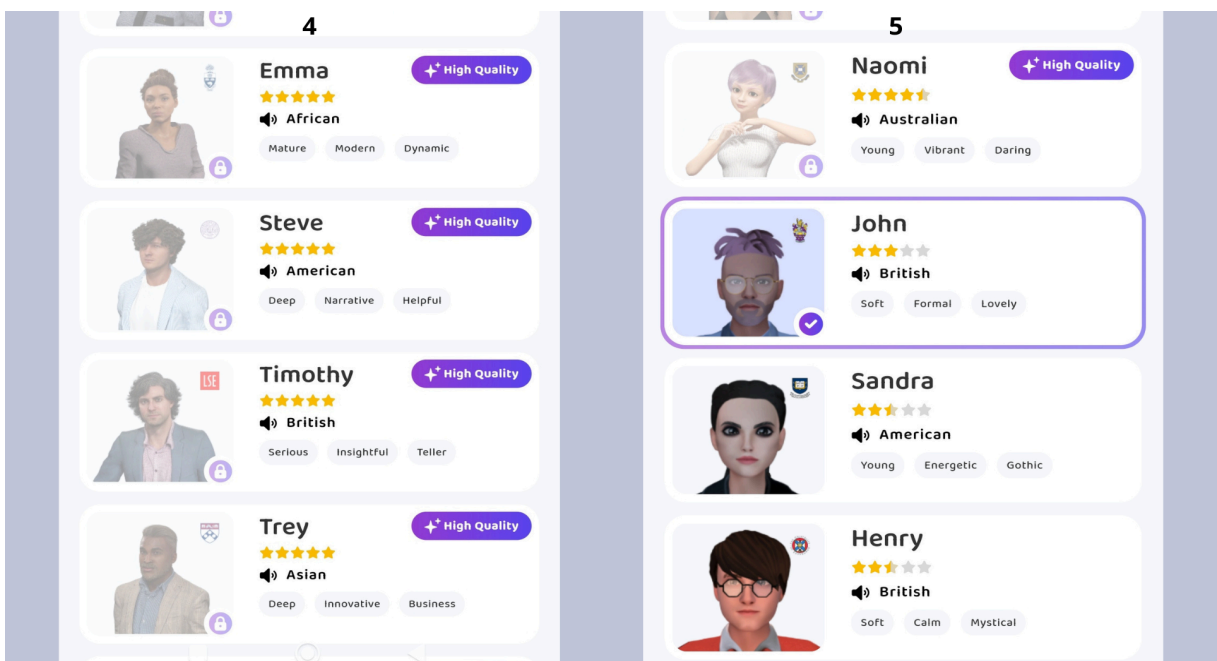 4
Emma
High Quality
African
Mature Modern Dynamic
Steve
High Quality
American
Deep Narrative Helpful
LSE
Timothy
High Quality
British
Serious Insightful Teller
Trey
High Quality
Asian
Deep Innovative Business
5
Naomi
High Quality
Australian
Young Vibrant Daring
John
British
Soft Formal Lovely
Sandra
American
Young Energetic Gothic
Henry
British
Soft Calm Mystical